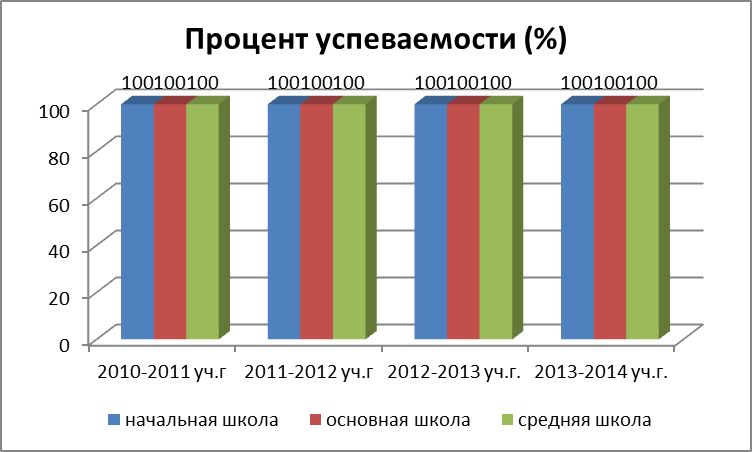 Процент успеваемости (%)
100100100 100100100 100100100 100100100
100
80
60
40
20
0
2010-2011 уч.г 2011-2012 уч.г 2012-2013 уч.г. 2013-2014 уч.г.
начальная школа основная школа средняя школа